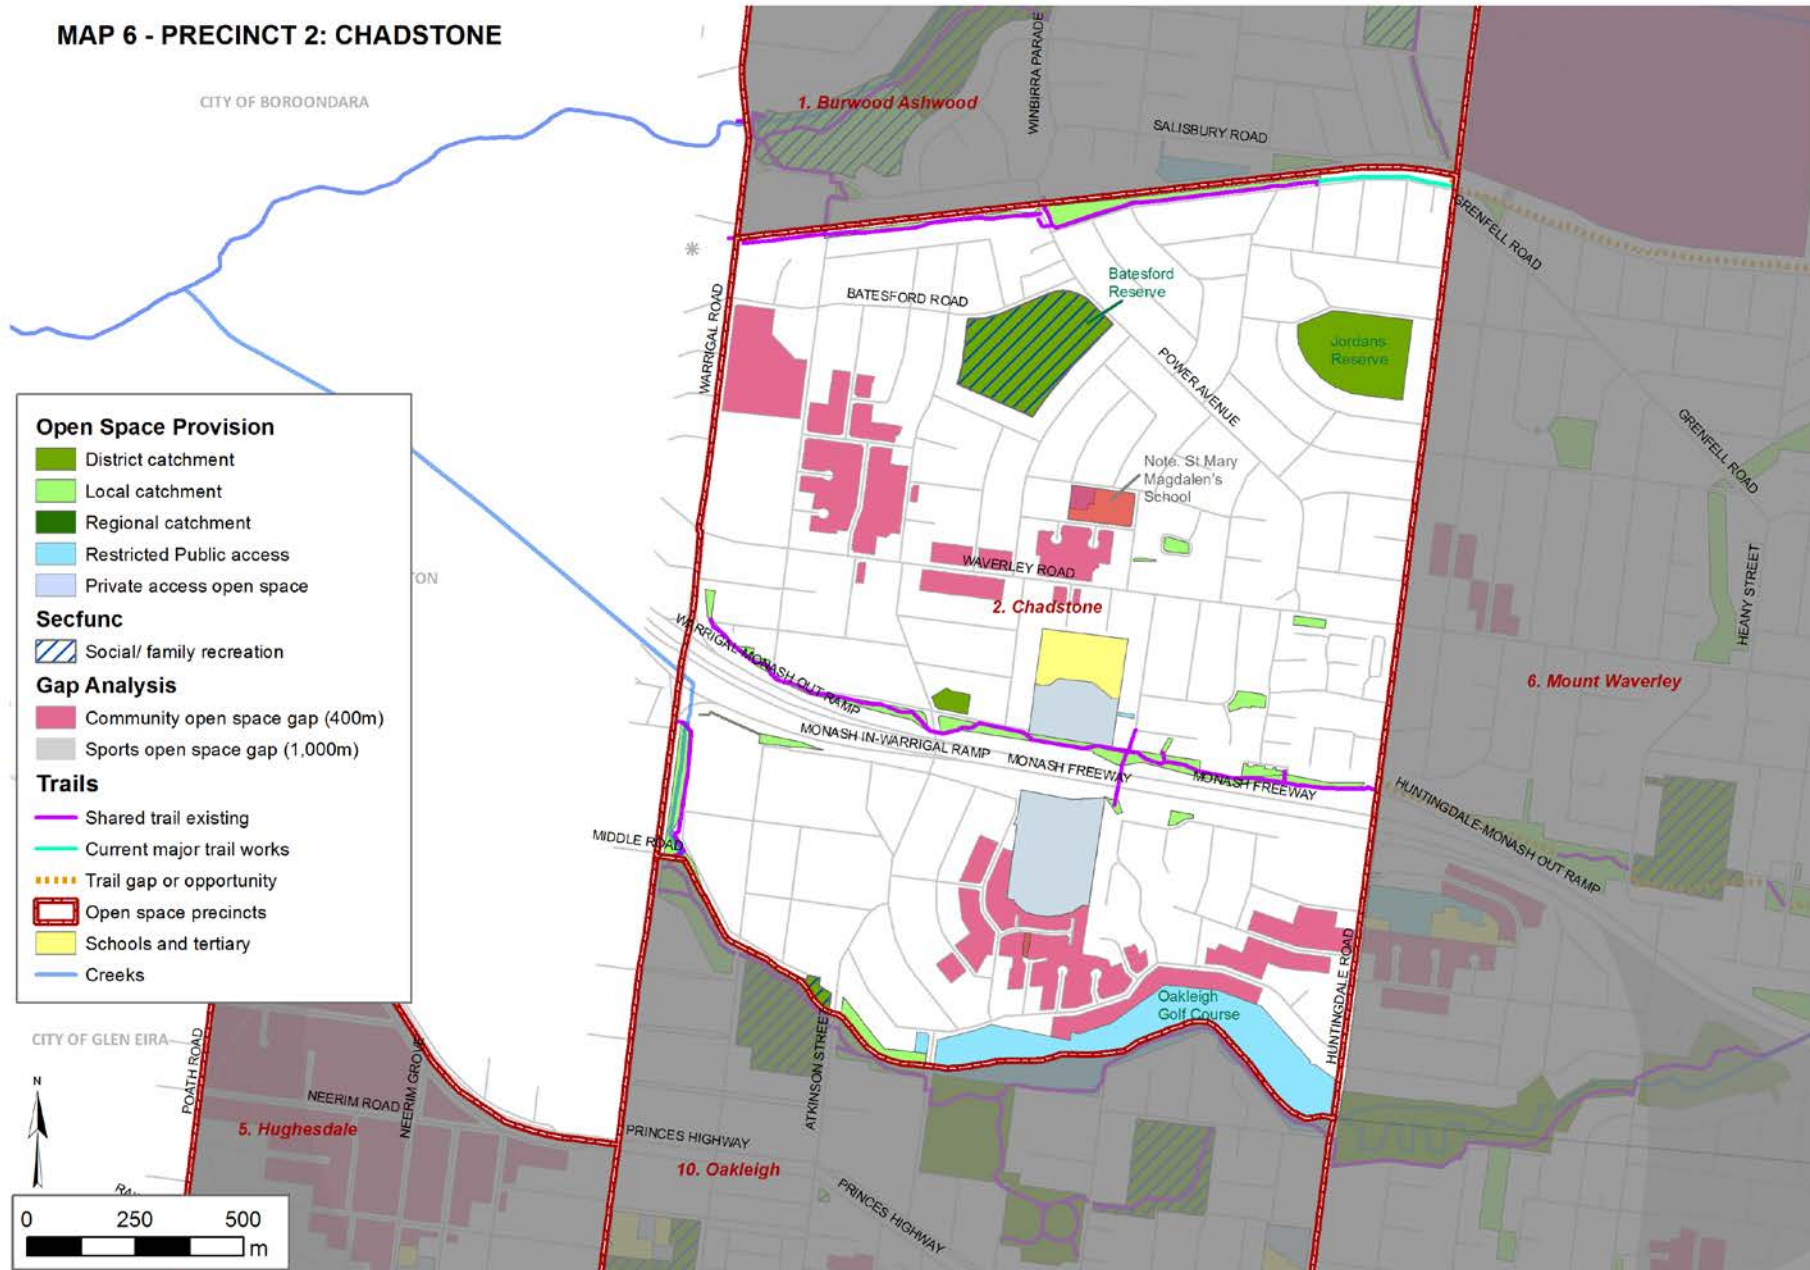 MAP 6 - PRECINCT 2: CHADSTONE
CITY OF BOROONDARA
1. Burwood Ashwood
WINBIRRA PARADE
SALISBURY ROAD
GRENFELL ROAD
BATESFORD ROAD
Batesford
Reserve
WARRIGAL ROAD
POWER AVENUE
Jordans
Reserve
GRENFELL ROAD
Note. St Mary
Magdalen's
School
WAVERLEY ROAD
2. Chadstone
HEANY STREET
6. Mount Waverley
TON
WARRIGAL-MONASH OUT RAMP
MONASH IN-WARRIGAL RAMP
MONASH FREEWAY
MONASH FREEWAY
HUNTINGDALE-MONASH OUT RAMP
MIDDLE ROAD
HUNTINGDALE ROAD
Oakleigh
Golf Course
ATKINSON STREET
Open Space Provision
District catchment
Local catchment
Regional catchment
Restricted Public access
Private access open space
Secfunc
Social/ family recreation
Gap Analysis
Community open space gap (400m)
Sports open space gap (1,000m)
Trails
Shared trail existing
Current major trail works
Trail gap or opportunity
Open space precincts
Schools and tertiary
Creeks
CITY OF GLEN EIRA
POATH ROAD
NEERIM GROVE
NEERIM ROAD
5. Hughesdale
PRINCES HIGHWAY
10. Oakleigh
PRINCES HIGHWAY
N
0 250 500
m